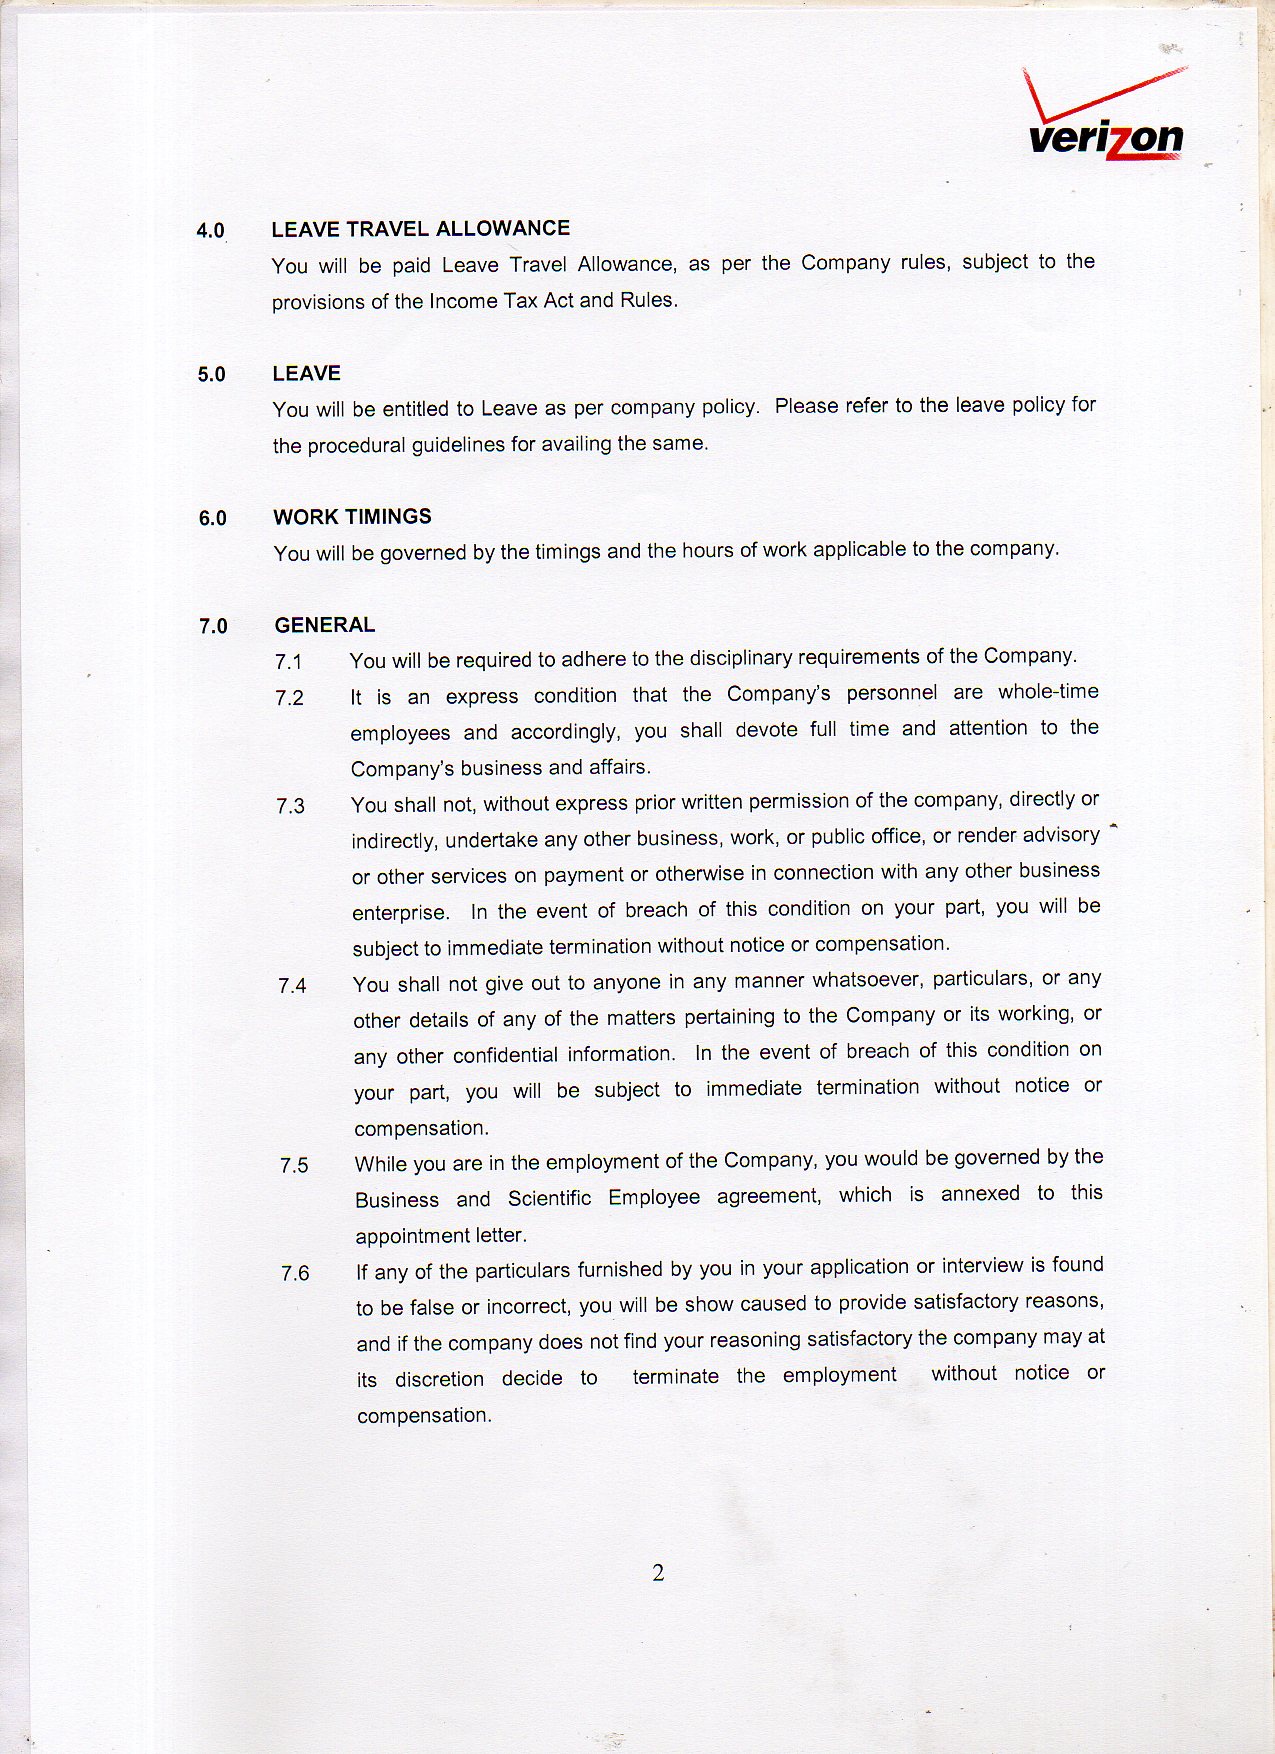 verizon
4.0 LEAVE TRAVEL ALLOWANCE
You will be paid Leave Travel Allowance, as per the Company rules, subject to the
provisions of the Income Tax Act and Rules.
5.0 LEAVE
You will be entitled to Leave as per company policy. Please refer to the leave policy for
the procedural guidelines for availing the same.
6.0 WORK TIMINGS
You will be governed by the timings and the hours of work applicable to the company.
7.0 GENERAL
7.1 You will be required to adhere to the disciplinary requirements of the Company.
7.2 It is an express condition that the Company's personnel are whole-time
employees and accordingly, you shall devote full time and attention to the
Company's business and affairs.
7.3 You shall not, without express prior written permission of the company, directly or
indirectly, undertake any other business, work, or public office, or render advisory
or other services on payment or otherwise in connection with any other business
enterprise. In the event of breach of this condition on your part, you will be
subject to immediate termination without notice or compensation.
7.4 You shall not give out to anyone in any manner whatsoever, particulars, or any
other details of any of the matters pertaining to the Company or its working, or
any other confidential information. In the event of breach of this condition on
your part, you will be subject to immediate termination without notice or
compensation.
7.5 While you are in the employment of the Company, you would be governed by the
Business and Scientific Employee agreement, which is annexed to this
appointment letter.
7.6 If any of the particulars furnished by you in your application or interview is found
to be false or incorrect, you will be show caused to provide satisfactory reasons,
and if the company does not find your reasoning satisfactory the company may at
its discretion decide to terminate the employment without notice or
compensation.
2